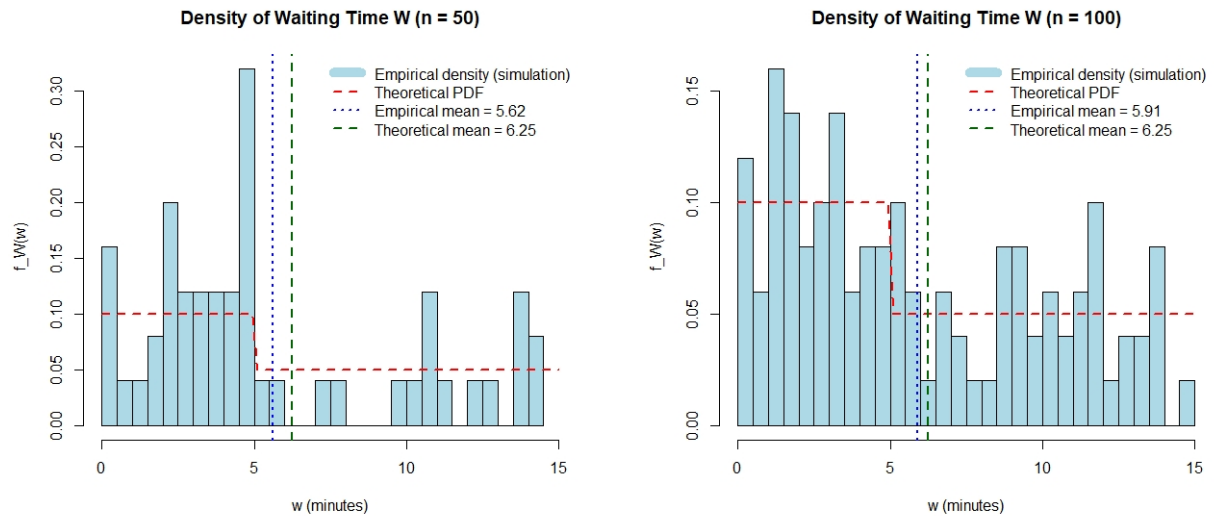 Density of Waiting Time W (n = 50)
Empirical density (simulation)
Theoretical PDF
Empirical mean = 5.62
Theoretical mean = 6.25
f_W(w)
0.30
0.25
0.20
0.15
0.10
0.05
0.00
0 5 10 15
w (minutes)
Density of Waiting Time W (n = 100)
Empirical density (simulation)
Theoretical PDF
Empirical mean = 5.91
Theoretical mean = 6.25
f_W(w)
0.15
0.10
0.05
0.00
0 5 10 15
w (minutes)